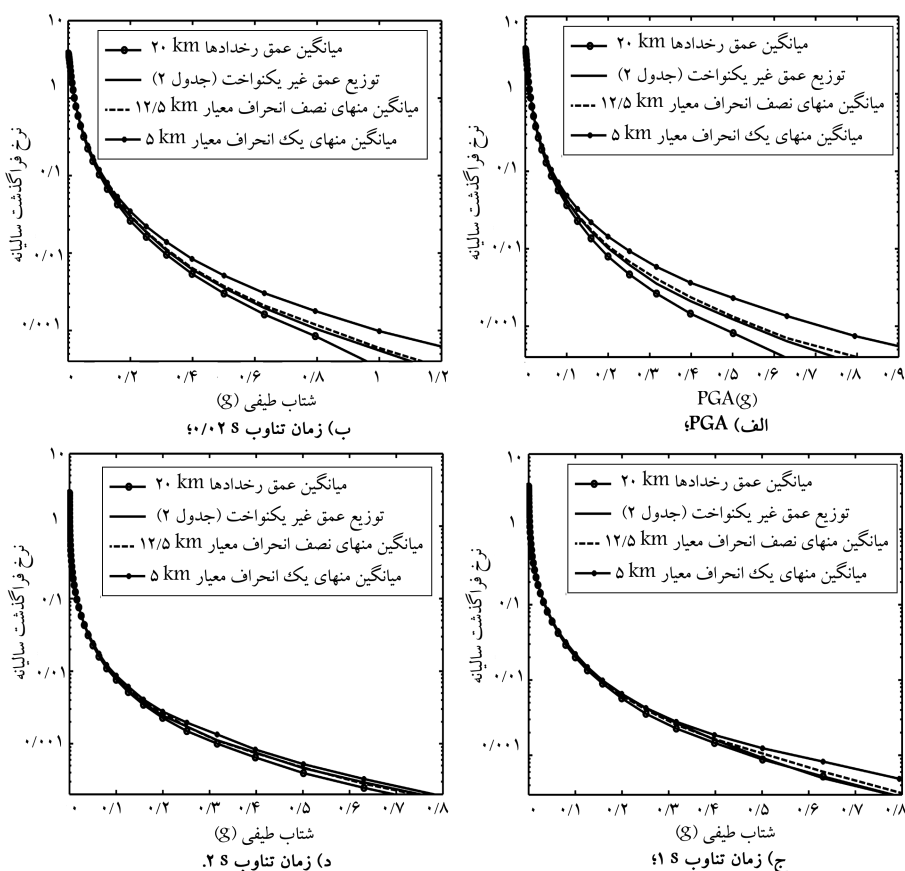 ۱۰
۱
۰/۱
۰/۰۱
۰/۰۰۱
نرخ فراگذشت سالیانه
میانگین عمق رخدادها ۲۰ km
توزیع عمق غیر یکنواخت (جدول ۲)
میانگین منهای نصف انحراف معیار ۱۲/۵ km
میانگین منهای یک انحراف معیار ۵ km
۰ ۰/۱ ۰/۲ ۰/۳ ۰/۴ ۰/۵ ۰/۶ ۰/۷ ۰/۸ ۰/۹
PGA(g)
الف) PGA؛
۱۰
۱
۰/۱
۰/۰۱
۰/۰۰۱
نرخ فراگذشت سالیانه
میانگین عمق رخدادها ۲۰ km
توزیع عمق غیر یکنواخت (جدول ۲)
میانگین منهای نصف انحراف معیار ۱۲/۵ km
میانگین منهای یک انحراف معیار ۵ km
۰ ۰/۲ ۰/۴ ۰/۶ ۰/۸ ۱ ۱/۲
شتاب طیفی (g)
ب) زمان تناوب ۰/۰۲ s؛
۱۰
۱
۰/۱
۰/۰۱
۰/۰۰۱
نرخ فراگذشت سالیانه
میانگین عمق رخدادها ۲۰ km
توزیع عمق غیر یکنواخت (جدول ۲)
میانگین منهای نصف انحراف معیار ۱۲/۵ km
میانگین منهای یک انحراف معیار ۵ km
۰ ۰/۱ ۰/۲ ۰/۳ ۰/۴ ۰/۵ ۰/۶ ۰/۷ ۰/۸
شتاب طیفی (g)
ج) زمان تناوب ۱ s؛
۱۰
۱
۰/۱
۰/۰۱
۰/۰۰۱
نرخ فراگذشت سالیانه
میانگین عمق رخدادها ۲۰ km
توزیع عمق غیر یکنواخت (جدول ۲)
میانگین منهای نصف انحراف معیار ۱۲/۵ km
میانگین منهای یک انحراف معیار ۵ km
۰ ۰/۱ ۰/۲ ۰/۳ ۰/۴ ۰/۵ ۰/۶ ۰/۷ ۰/۸
شتاب طیفی (g)
د) زمان تناوب ۲ s.